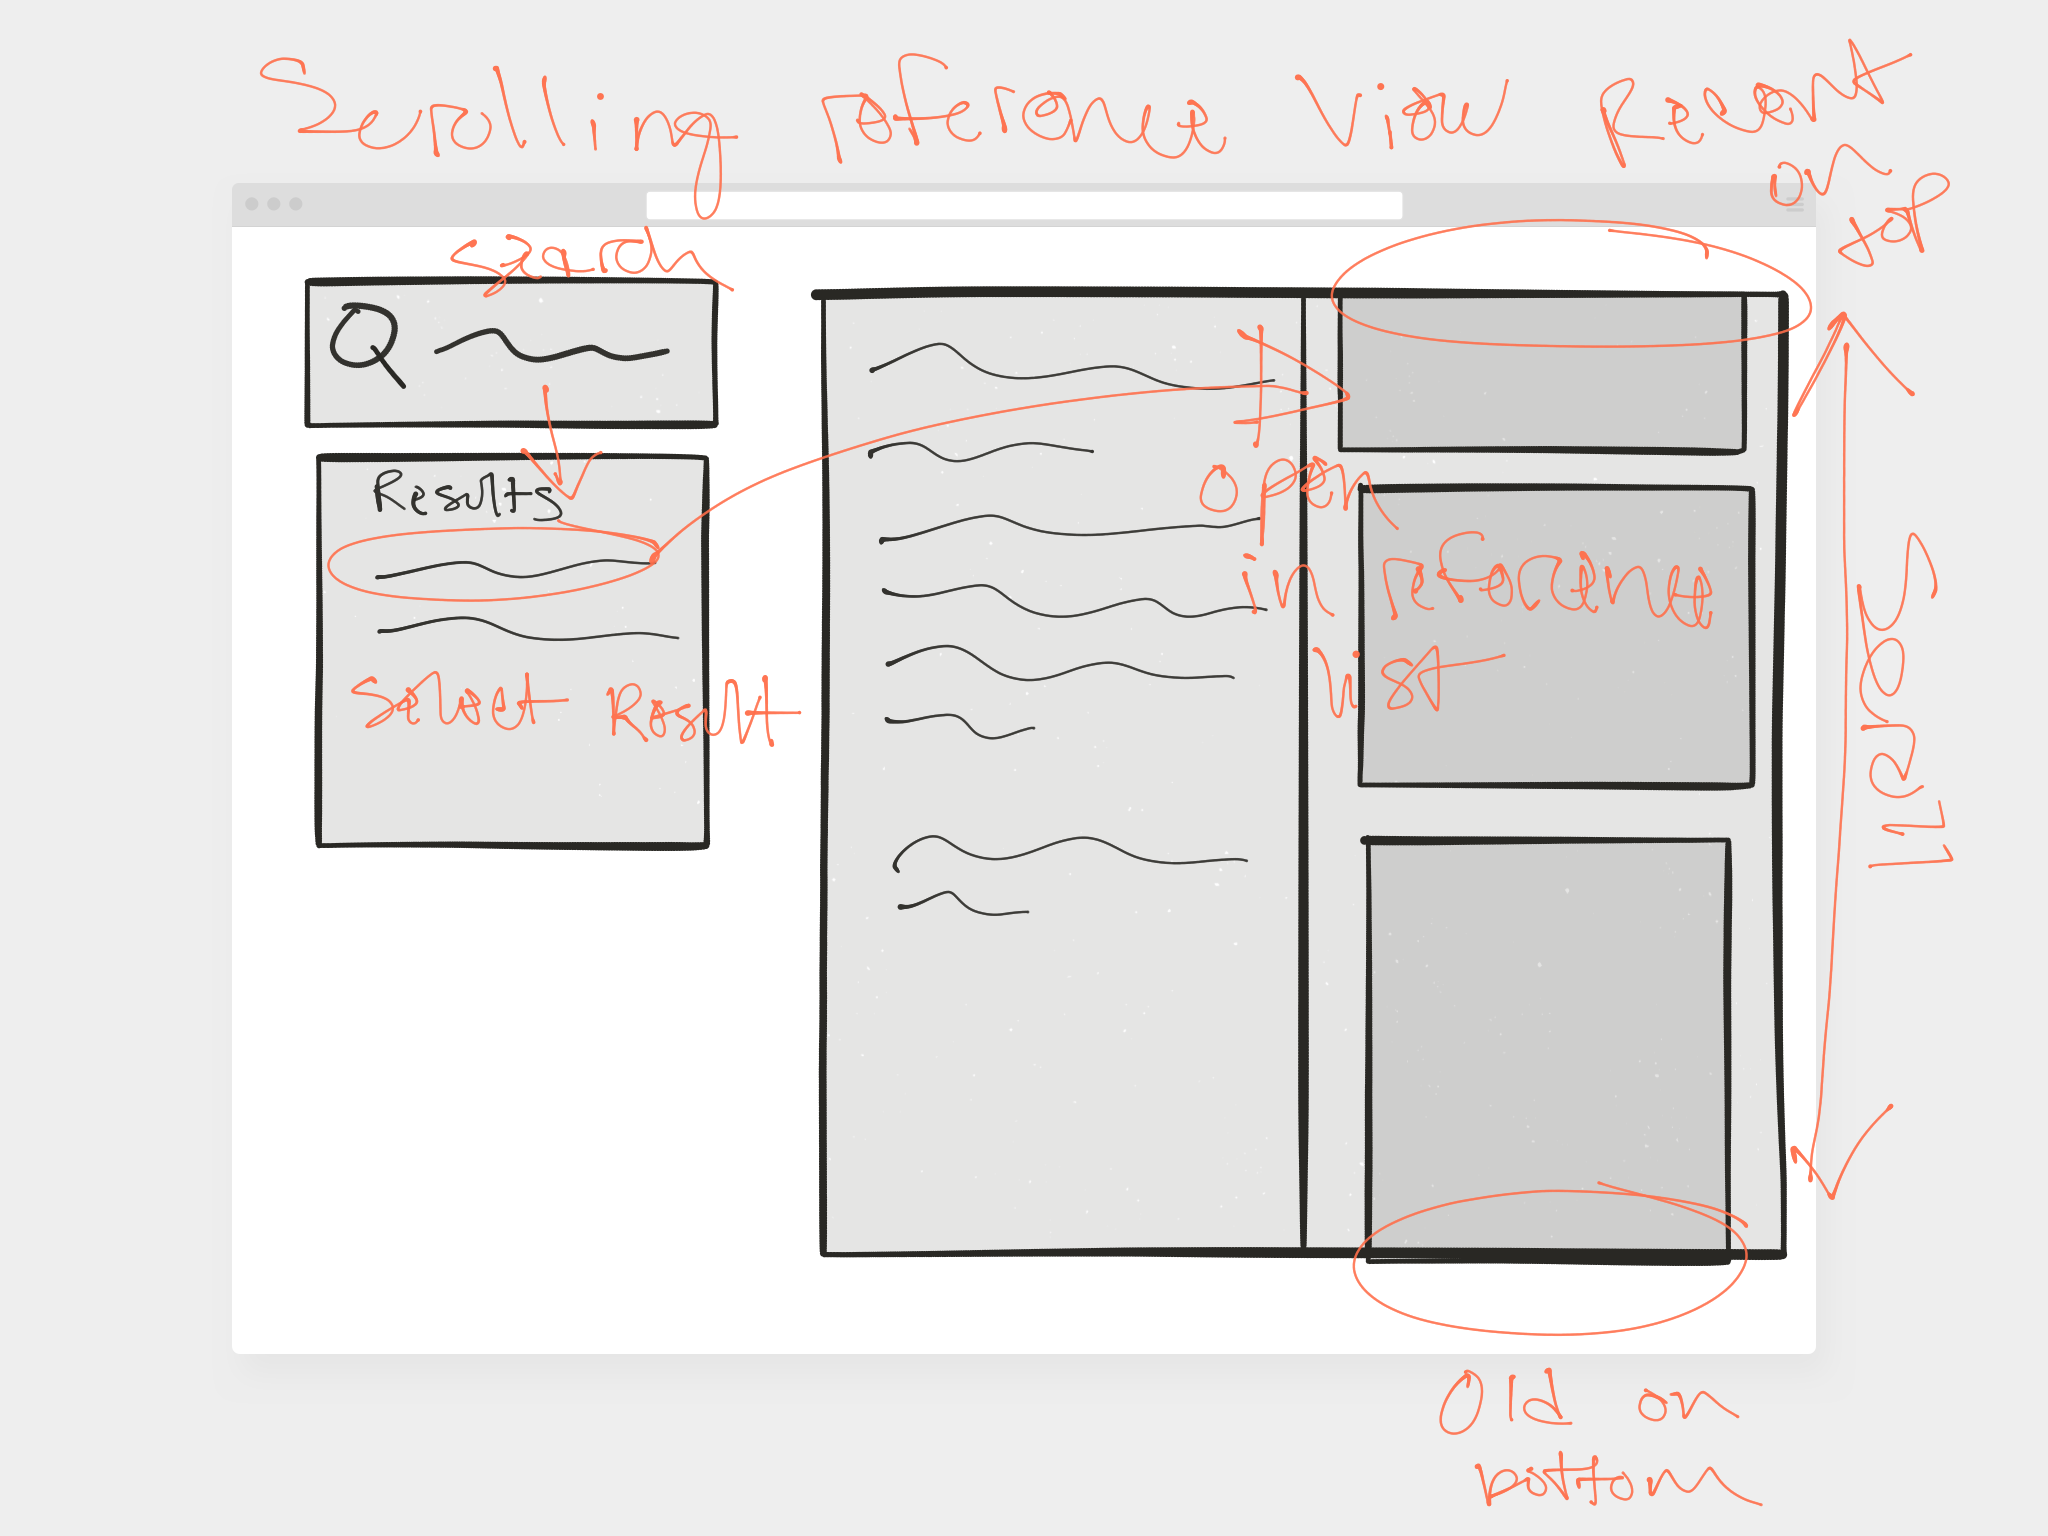 Scrolling reference view
Recent
on
top
search
Results
Select Result
open
in reference
list
scroll
Old on
bottom